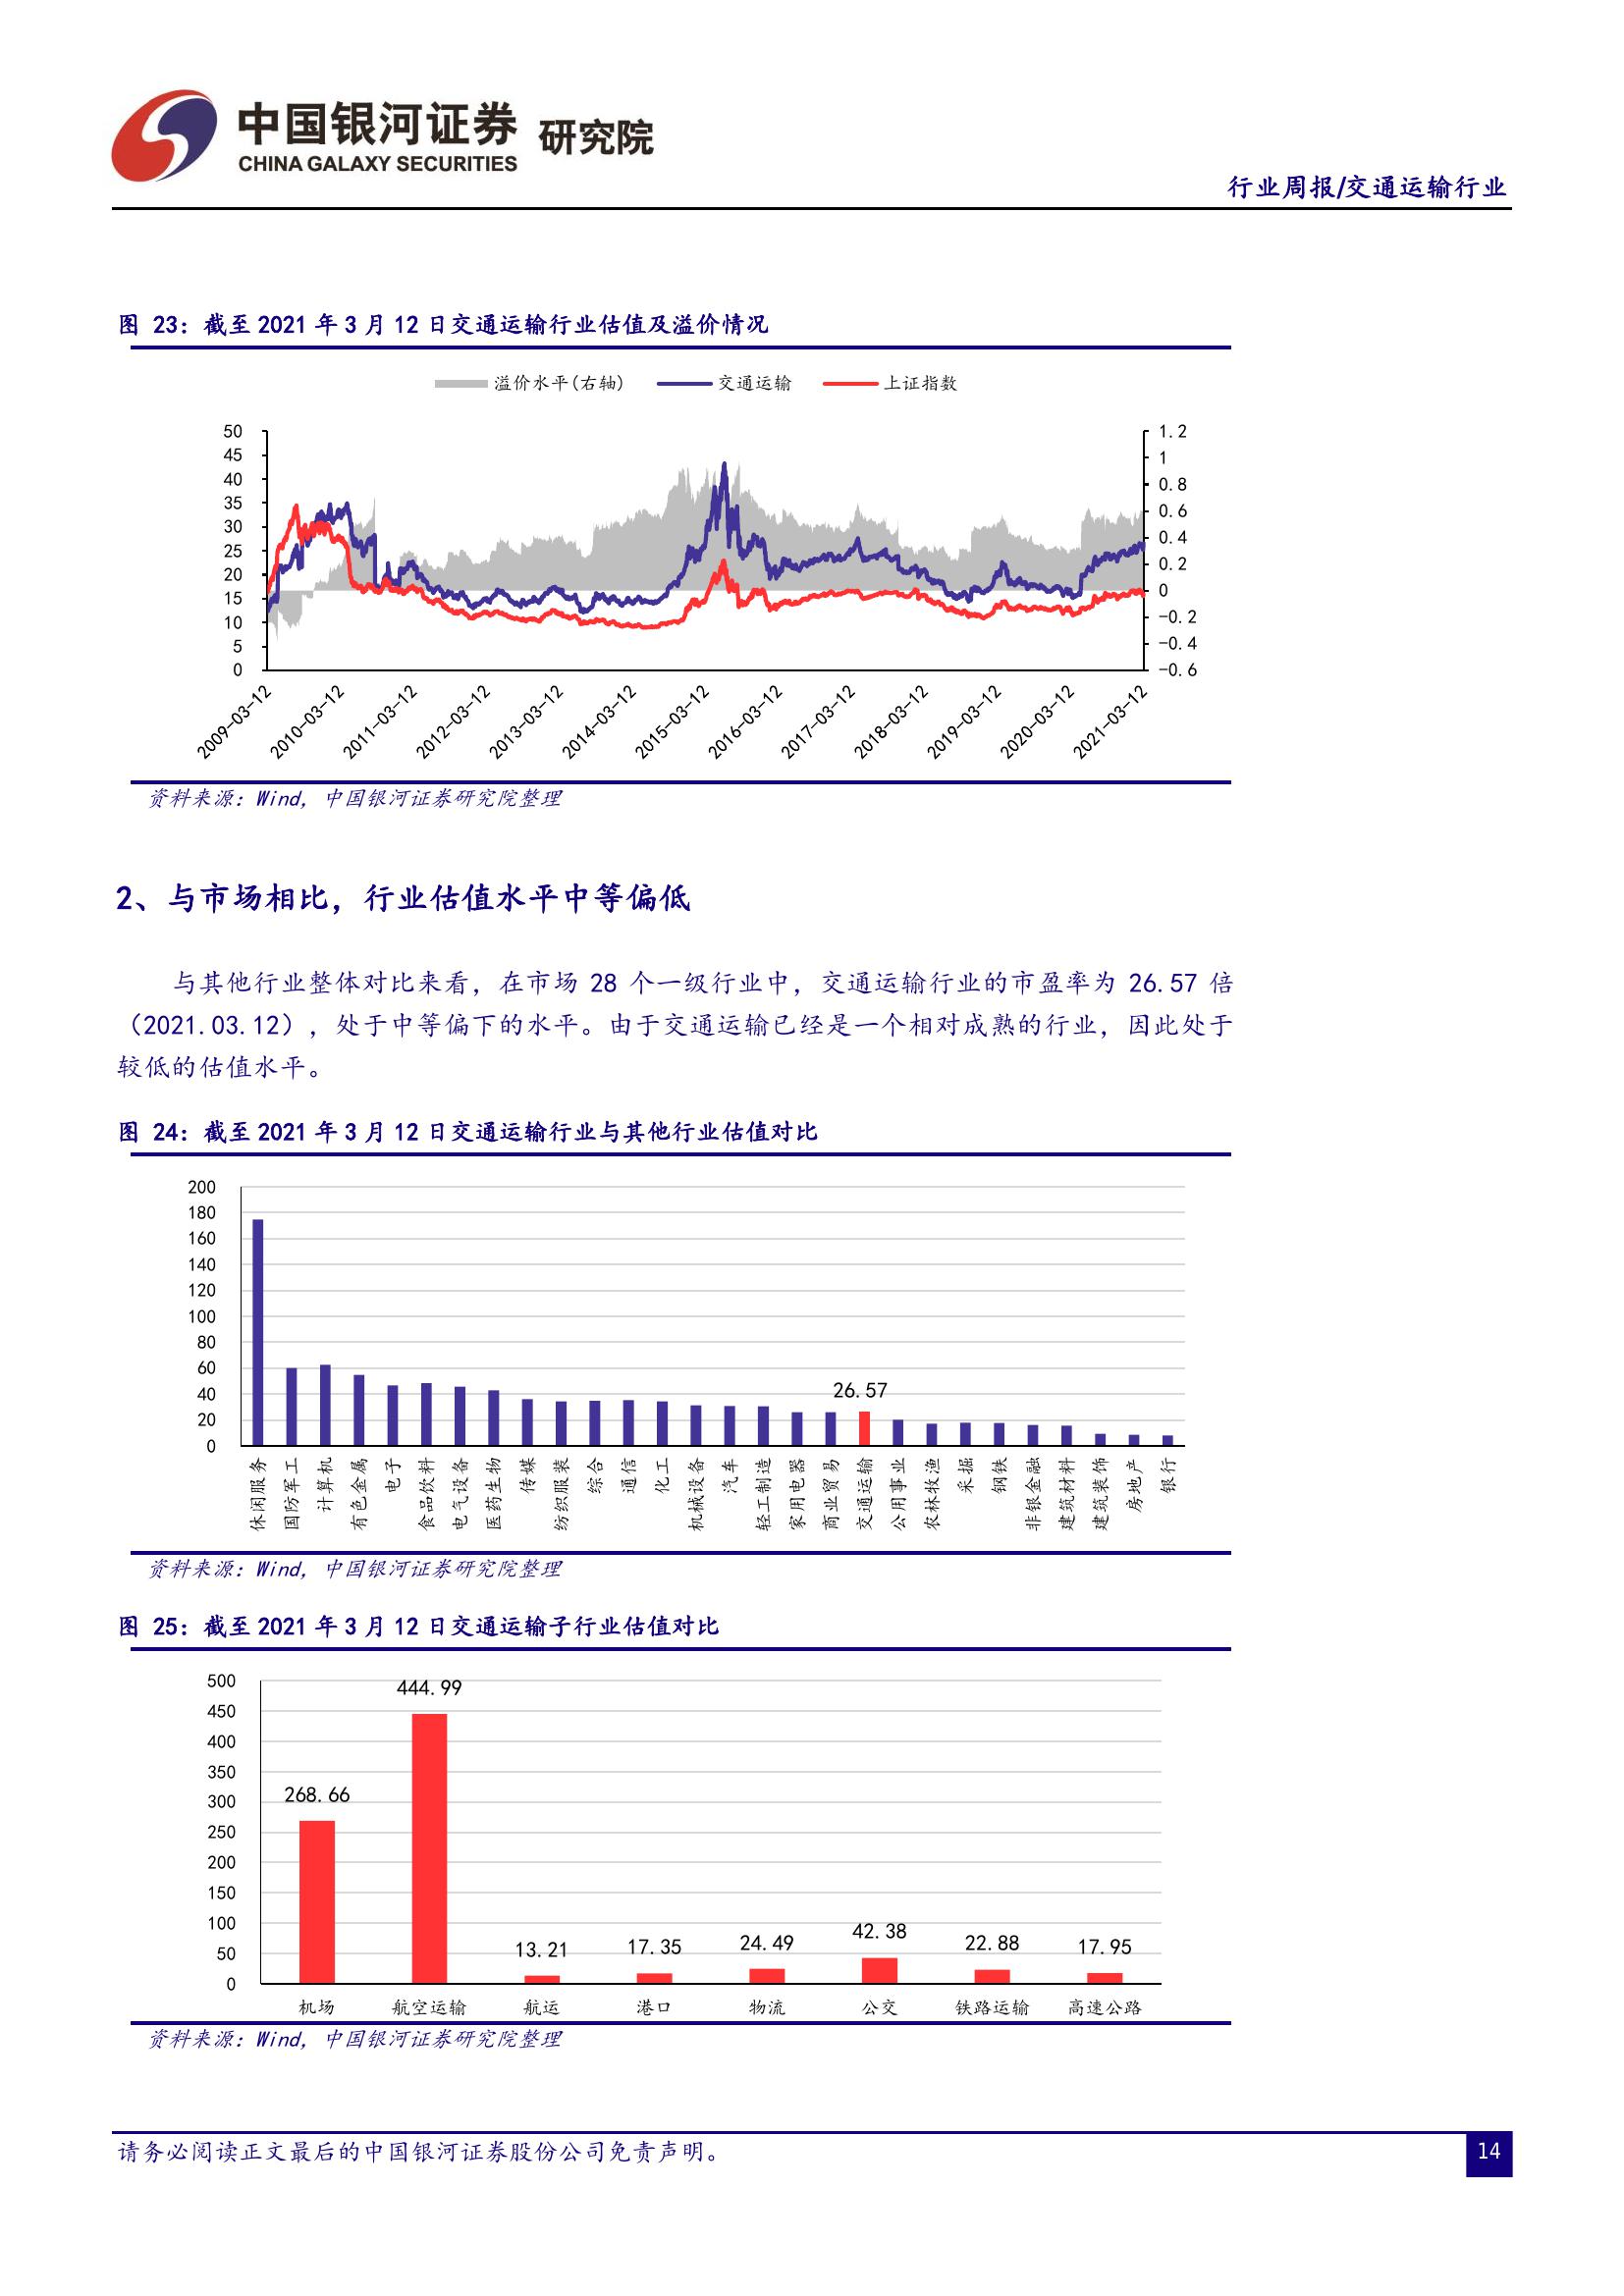 中国银河证券 研究院
CHINA GALAXY SECURITIES
行业周报/交通运输行业
图 23：截至 2021 年 3 月 12 日交通运输行业估值及溢价情况
溢价水平(右轴) 交通运输 上证指数
50
45
40
35
30
25
20
15
10
5
0
1.2
1
0.8
0.6
0.4
0.2
0
-0.2
-0.4
-0.6
2009-03-12
2010-03-12
2011-03-12
2012-03-12
2013-03-12
2014-03-12
2015-03-12
2016-03-12
2017-03-12
2018-03-12
2019-03-12
2020-03-12
2021-03-12
资料来源：Wind，中国银河证券研究院整理
2、与市场相比，行业估值水平中等偏低
与其他行业整体对比来看，在市场 28 个一级行业中，交通运输行业的市盈率为 26.57 倍
（2021.03.12），处于中等偏下的水平。由于交通运输已经是一个相对成熟的行业，因此处于
较低的估值水平。
图 24：截至 2021 年 3 月 12 日交通运输行业与其他行业估值对比
200
180
160
140
120
100
80
60
40
20
0
26.57
休闲服务
国防军工
计算机
有色金属
电子
食品饮料
电气设备
医药生物
传媒
纺织服装
综合
通信
化工
机械设备
汽车
轻工制造
家用电器
商业贸易
交通运输
公用事业
农林牧渔
采掘
钢铁
非银金融
建筑材料
建筑装饰
房地产
银行
资料来源：Wind，中国银河证券研究院整理
图 25：截至 2021 年 3 月 12 日交通运输子行业估值对比
500
450
400
350
300
250
200
150
100
50
0
268.66
444.99
13.21
17.35
24.49
42.38
22.88
17.95
机场 航空运输 航运 港口 物流 公交 铁路运输 高速公路
资料来源：Wind，中国银河证券研究院整理
请务必阅读正文最后的中国银河证券股份公司免责声明。
14